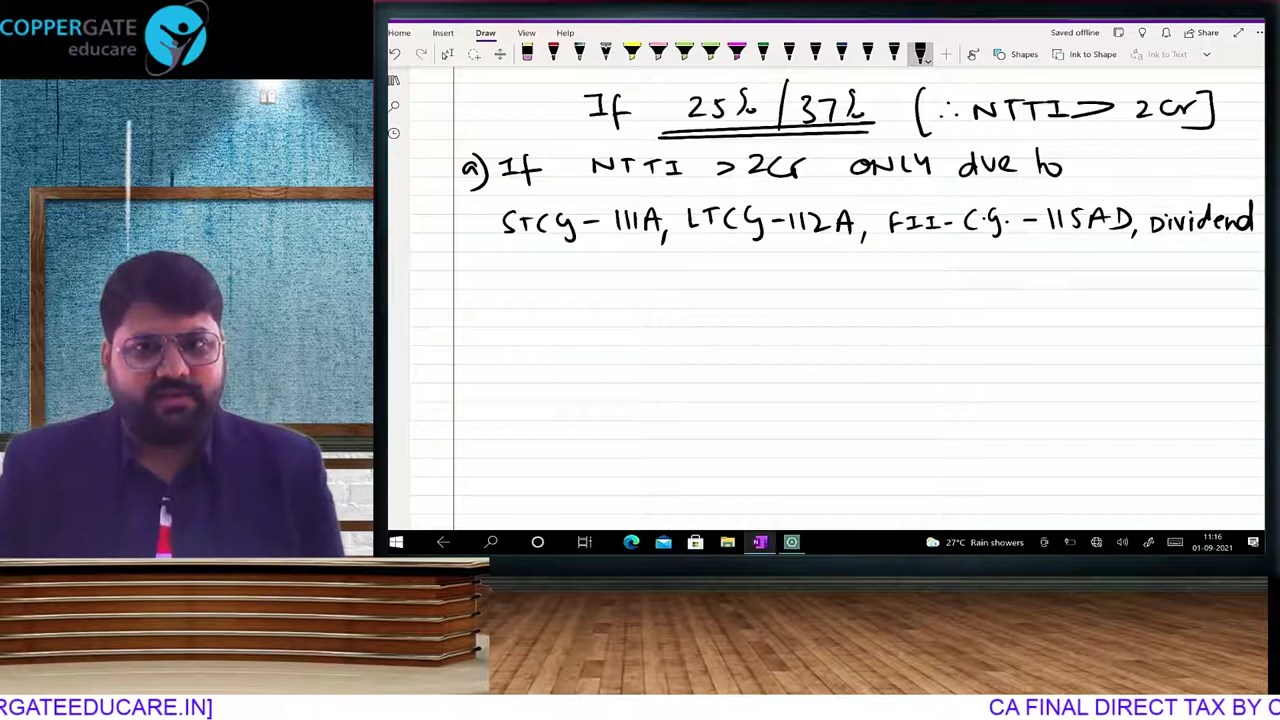 COPPERGATE
educare
Home Insert Draw View Help
Saved offline
Share
Shapes
Ink to Shape
Ink to Text
If 25% / 37% [∴ NTTI > 2Cr]
a) If NTTI > 2Cr ONLY due to
STCG - 111A, LTCG - 112A, FII - C.G. - 115AD, Dividend
27°C Rain showers
11:16
01-09-2021
ERGATEEDUCARE.IN]
CA FINAL DIRECT TAX BY C